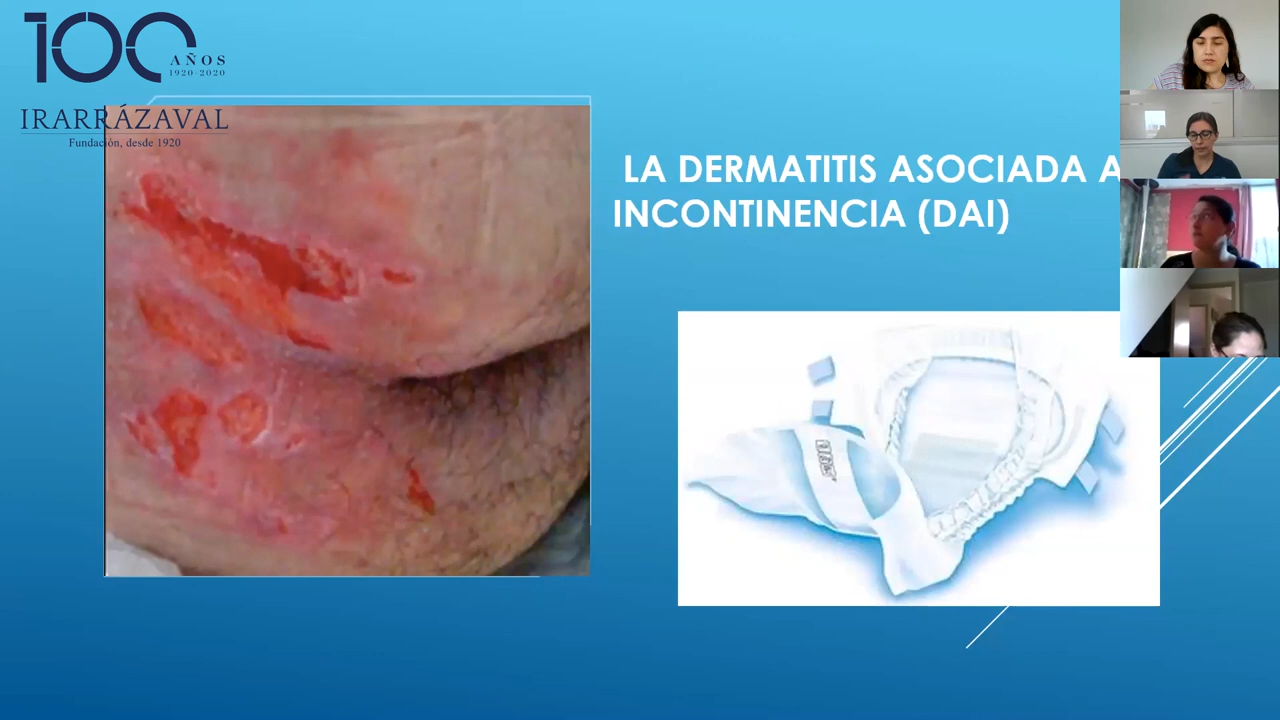 100
AÑOS
1920-2020
IRARRÁZAVAL
Fundación, desde 1920
LA DERMATITIS ASOCIADA A
INCONTINENCIA (DAI)